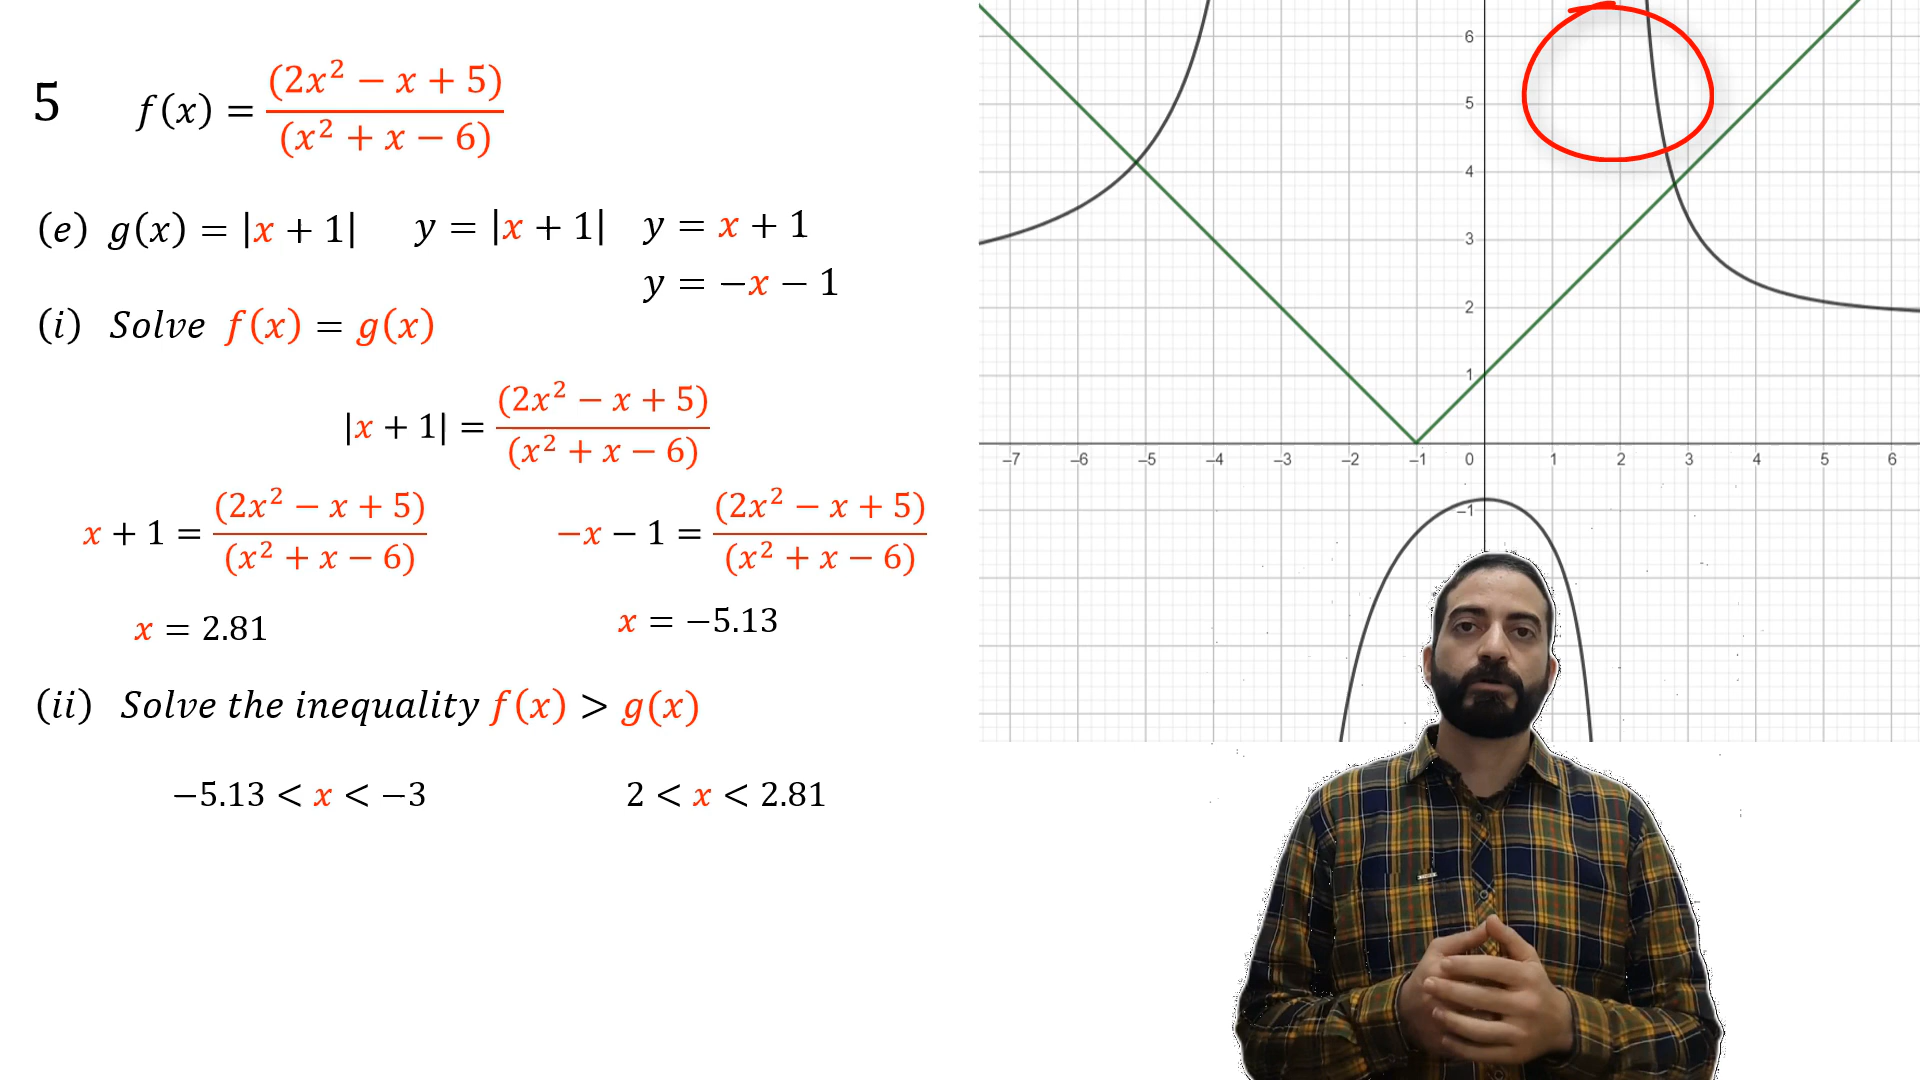 5 f(x) = (2x² − x + 5) / (x² + x − 6)
(e) g(x) = |x + 1| y = |x + 1| y = x + 1
y = −x − 1
(i) Solve f(x) = g(x)
|x + 1| = (2x² − x + 5) / (x² + x − 6)
x + 1 = (2x² − x + 5) / (x² + x − 6) −x − 1 = (2x² − x + 5) / (x² + x − 6)
x = 2.81 x = −5.13
(ii) Solve the inequality f(x) > g(x)
−5.13 < x < −3 2 < x < 2.81
6
5
4
3
2
1
−7 −6 −5 −4 −3 −2 −1 0 1 2 3 4 5 6
−1